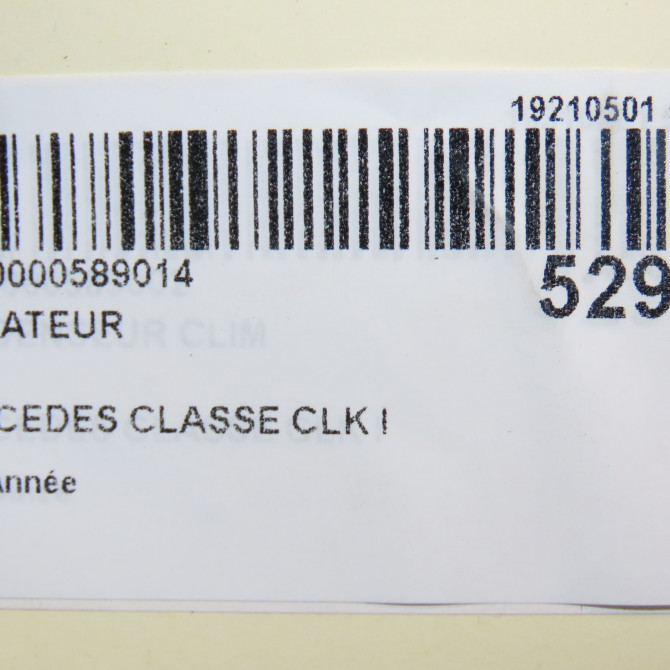 19210501
0000589014
529
ATEUR
CEDES CLASSE CLK I
Année